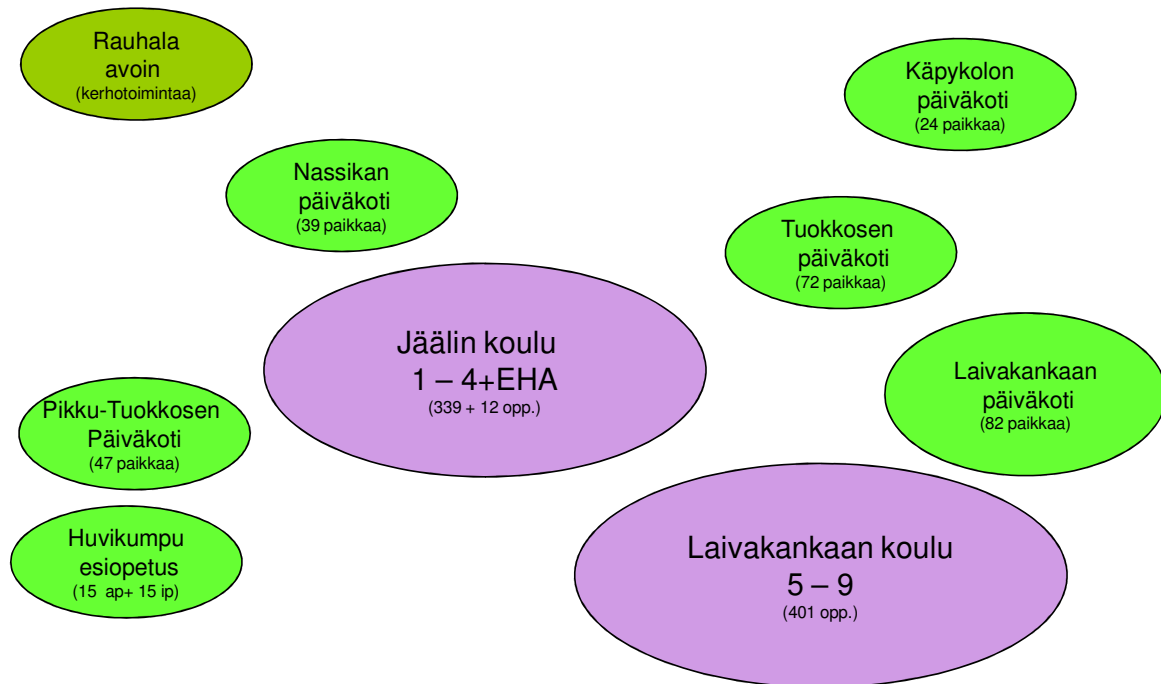 Rauhala
avoin
(kerhotoimintaa)
Käpykolon
päiväkoti
(24 paikkaa)
Nassikan
päiväkoti
(39 paikkaa)
Tuokkosen
päiväkoti
(72 paikkaa)
Jäälin koulu
1 – 4+EHA
(339 + 12 opp.)
Laivakankaan
päiväkoti
(82 paikkaa)
Pikku-Tuokkosen
Päiväkoti
(47 paikkaa)
Huvikumpu
esiopetus
(15 ap+ 15 ip)
Laivakankaan koulu
5 – 9
(401 opp.)